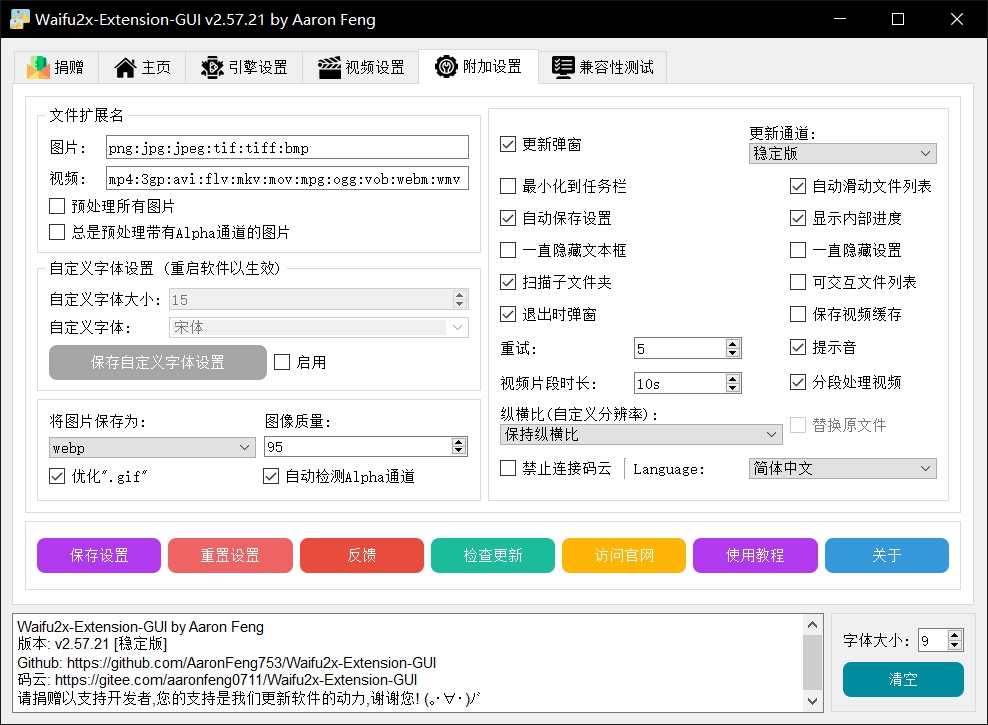 Waifu2x-Extension-GUI v2.57.21 by Aaron Feng
捐赠 主页 引擎设置 视频设置 附加设置 兼容性测试
文件扩展名
图片: png:jpg:jpeg:tif:tiff:bmp
视频: mp4:3gp:avi:flv:mkv:mov:mpg:ogg:vob:webm:wmv
预处理所有图片
总是预处理带有Alpha通道的图片
自定义字体设置 (重启软件以生效)
自定义字体大小: 15
自定义字体: 宋体
保存自定义字体设置 启用
将图片保存为: 图像质量:
webp 95
优化".gif" 自动检测Alpha通道
更新弹窗 更新通道:
稳定版
最小化到任务栏 自动滑动文件列表
自动保存设置 显示内部进度
一直隐藏文本框 一直隐藏设置
扫描子文件夹 可交互文件列表
退出时弹窗 保存视频缓存
重试: 5 提示音
视频片段时长: 10s 分段处理视频
纵横比(自定义分辨率):
保持纵横比 替换原文件
禁止连接码云 Language: 简体中文
保存设置 重置设置 反馈 检查更新 访问官网 使用教程 关于
Waifu2x-Extension-GUI by Aaron Feng
版本: v2.57.21 [稳定版]
Github: https://github.com/AaronFeng753/Waifu2x-Extension-GUI
码云: https://gitee.com/aaronfeng0711/Waifu2x-Extension-GUI
请捐赠以支持开发者,您的支持是我们更新软件的动力,谢谢您! (｡･∀･)ﾉﾞ
字体大小: 9
清空